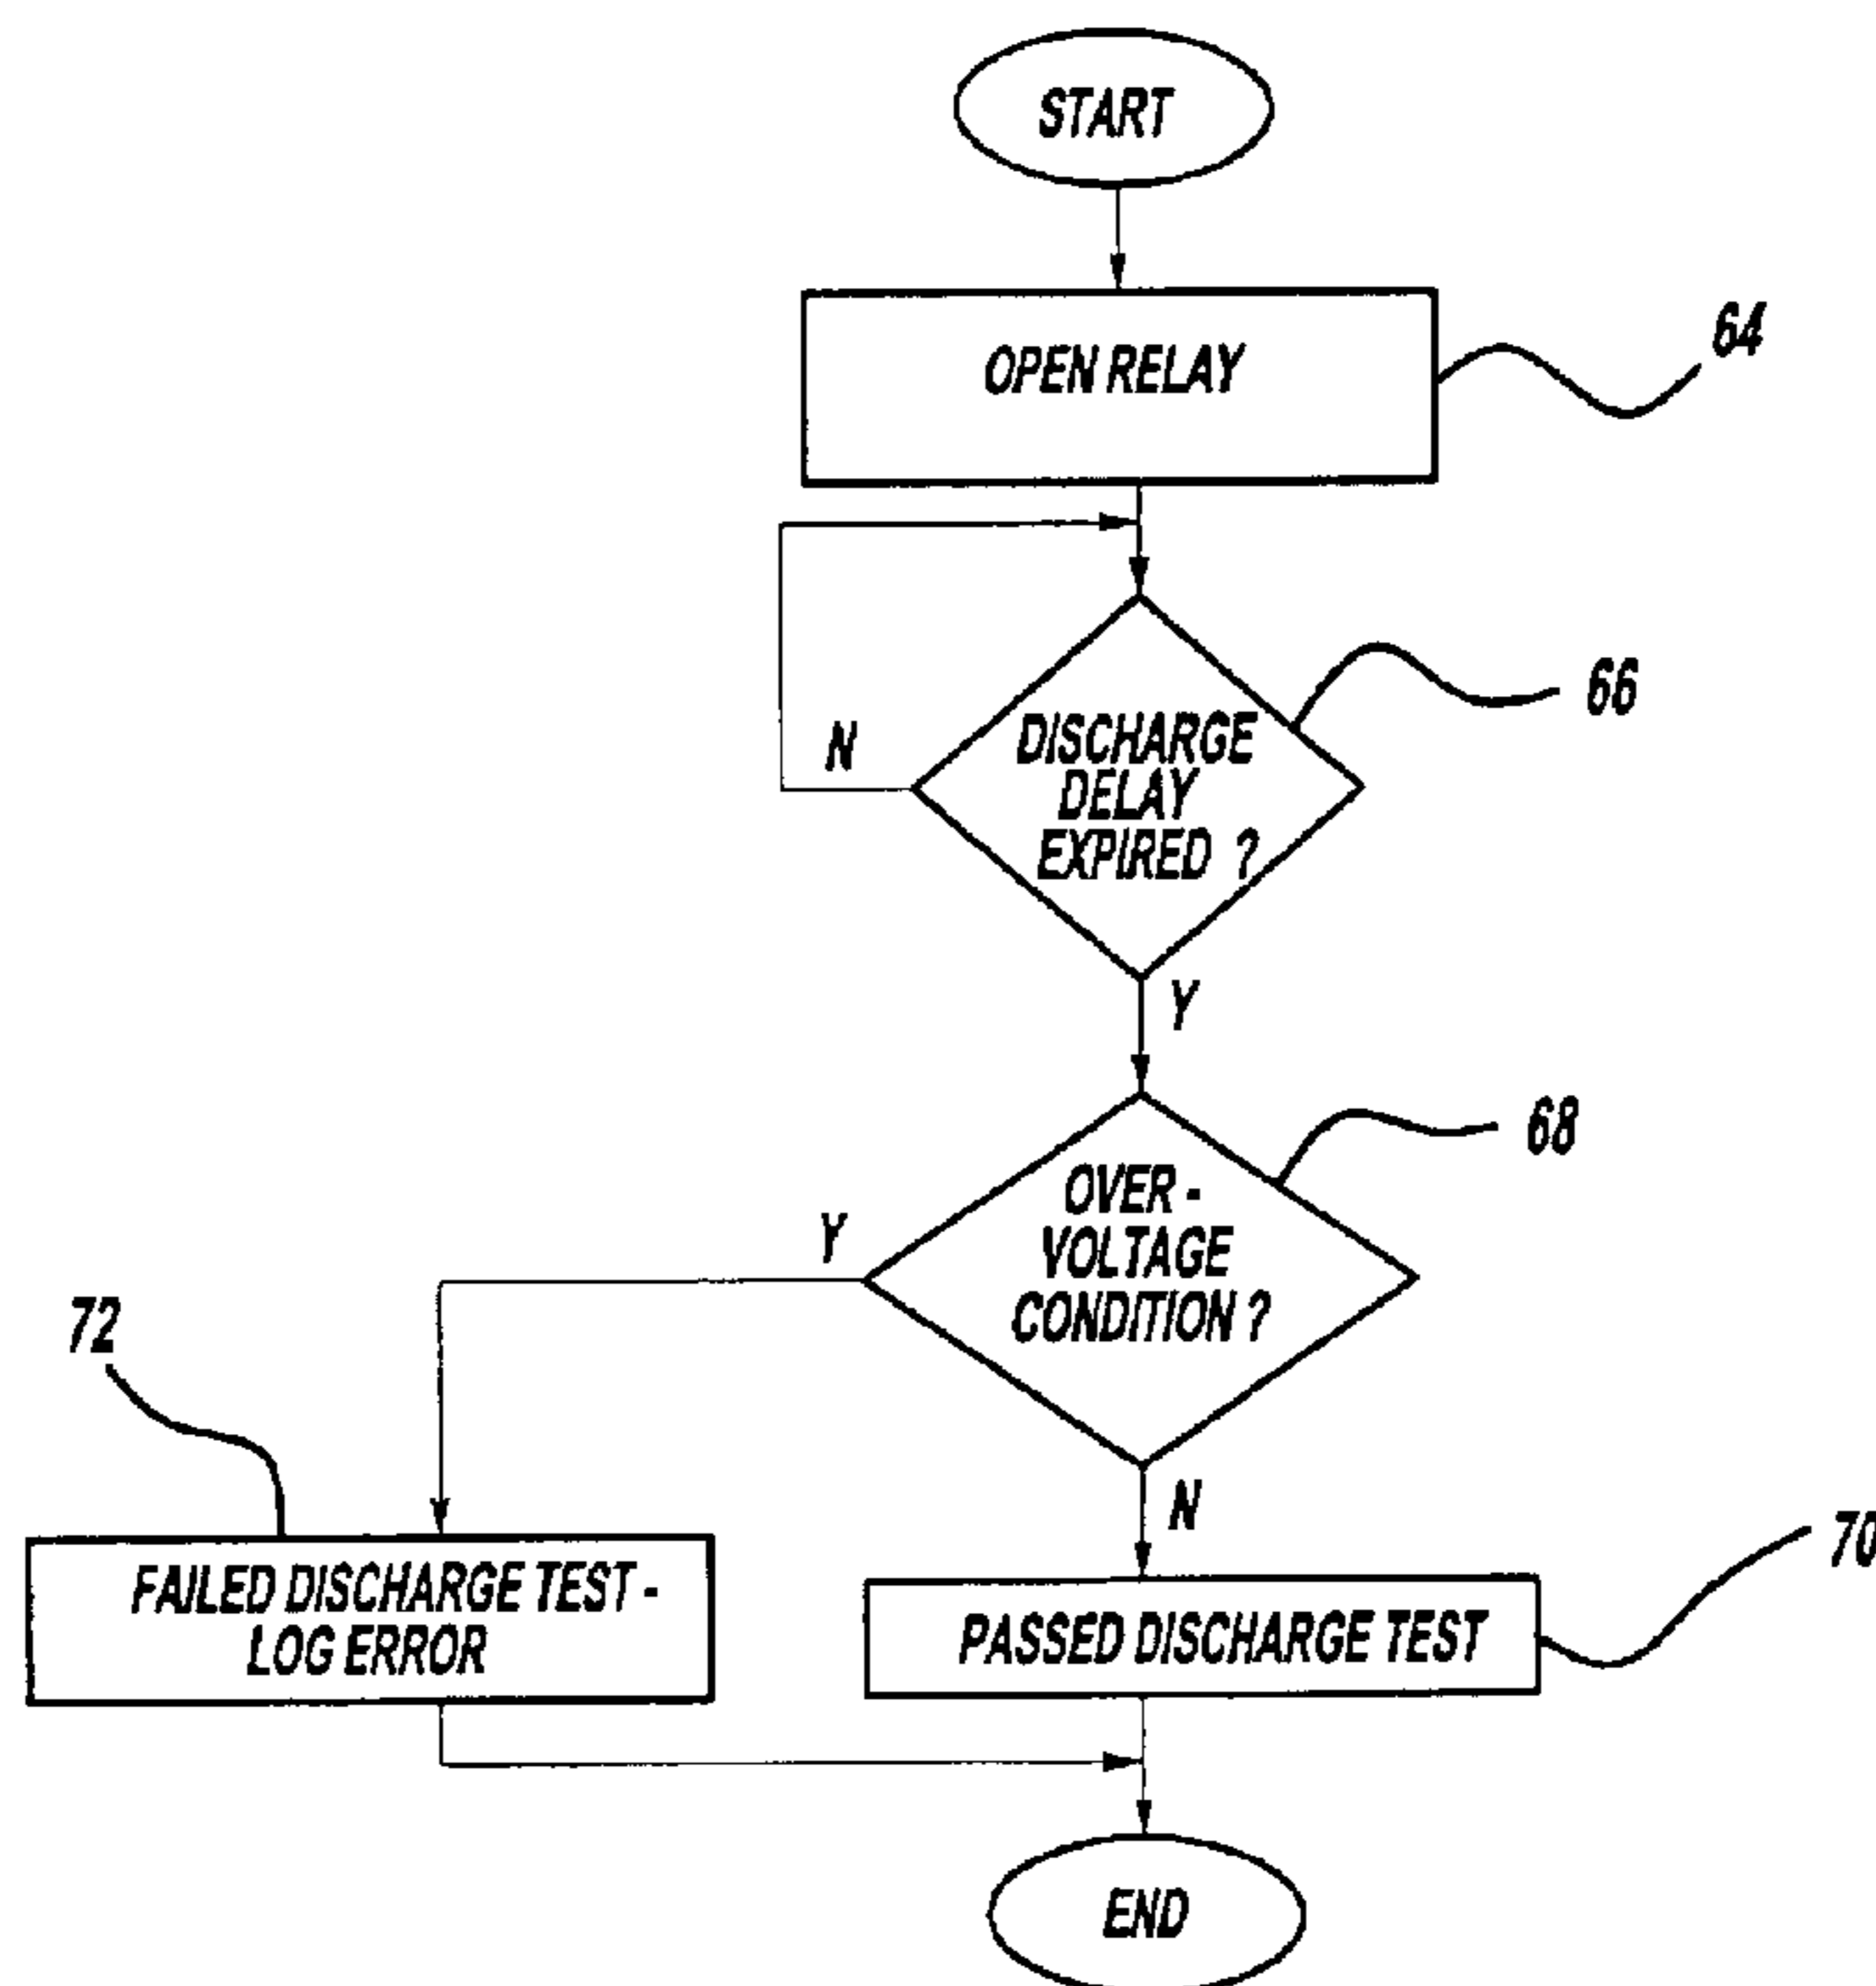 START
OPEN RELAY
64
66
N
DISCHARGE
DELAY
EXPIRED ?
Y
68
OVER -
VOLTAGE
CONDITION ?
Y
72
N
70
FAILED DISCHARGE TEST -
LOG ERROR
PASSED DISCHARGE TEST
END